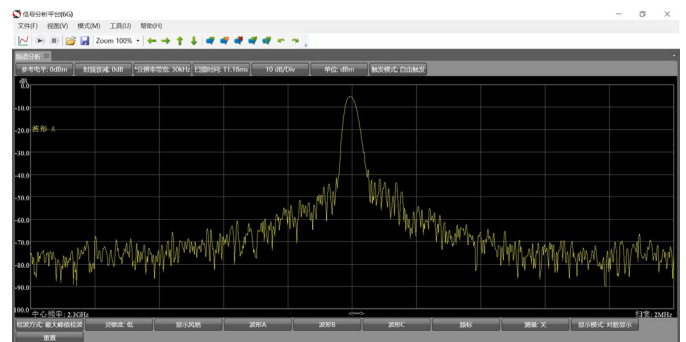 信号分析平台(6G)
文件(F) 视图(V) 模式(M) 工具(U) 帮助(H)
Zoom 100%
频谱分析
参考电平: 0dBm 射频衰减: 0dB *分辨率带宽: 30kHz 扫描时间: 11.18ms 10 dB/Div 单位: dBm 触发模式: 自由触发
dB
0.0
-10.0
-20.0 波形 A
-30.0
-40.0
-50.0
-60.0
-70.0
-80.0
-90.0
100.0 中心频率: 2.3GHz <==> 扫宽: 2MHz
检波方式: 最大峰值检波 灵敏度: 低 显示风格 波形A 波形B 波形C 游标 测量: 关 显示模式: 对数显示
重置